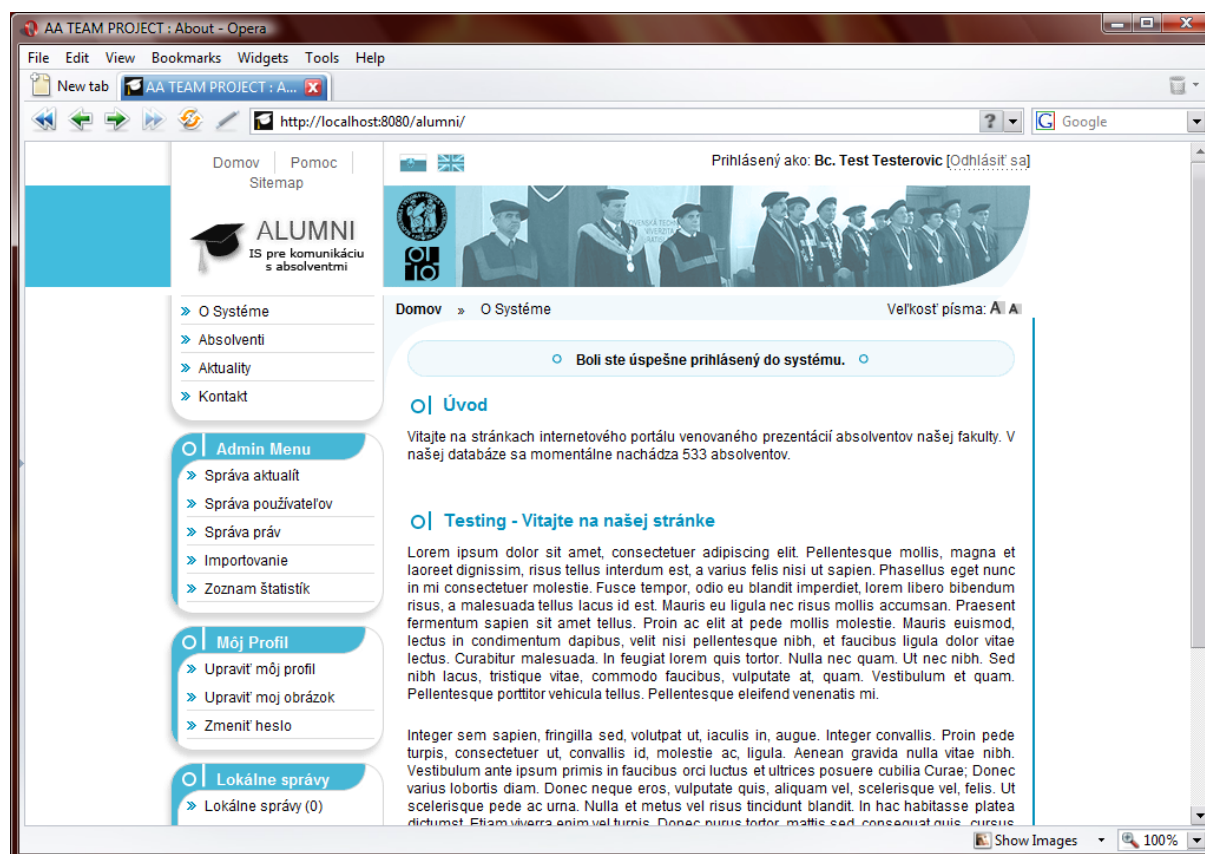 AA TEAM PROJECT : About - Opera
File Edit View Bookmarks Widgets Tools Help
New tab AA TEAM PROJECT : A...
http://localhost:8080/alumni/ ? Google
Domov Pomoc
Sitemap
Prihlásený ako: Bc. Test Testerovic [Odhlásiť sa]
ALUMNI
IS pre komunikáciu
s absolventmi
O Systéme
Absolventi
Aktuality
Kontakt
Admin Menu
Správa aktualít
Správa používateľov
Správa práv
Importovanie
Zoznam štatistík
Môj Profil
Upraviť môj profil
Upraviť moj obrázok
Zmeniť heslo
Lokálne správy
Lokálne správy (0)
Domov » O Systéme Veľkosť písma: A A
Boli ste úspešne prihlásený do systému.
Úvod
Vitajte na stránkach internetového portálu venovaného prezentácií absolventov našej fakulty. V
našej databáze sa momentálne nachádza 533 absolventov.
Testing - Vitajte na našej stránke
Lorem ipsum dolor sit amet, consectetuer adipiscing elit. Pellentesque mollis, magna et
laoreet dignissim, risus tellus interdum est, a varius felis nisi ut sapien. Phasellus eget nunc
in mi consectetuer molestie. Fusce tempor, odio eu blandit imperdiet, lorem libero bibendum
risus, a malesuada tellus lacus id est. Mauris eu ligula nec risus mollis accumsan. Praesent
fermentum sapien sit amet tellus. Proin ac elit at pede mollis molestie. Mauris euismod,
lectus in condimentum dapibus, velit nisi pellentesque nibh, et faucibus ligula dolor vitae
lectus. Curabitur malesuada. In feugiat lorem quis tortor. Nulla nec quam. Ut nec nibh. Sed
nibh lacus, tristique vitae, commodo faucibus, vulputate at, quam. Vestibulum et quam.
Pellentesque porttitor vehicula tellus. Pellentesque eleifend venenatis mi.
Integer sem sapien, fringilla sed, volutpat ut, iaculis in, augue. Integer convallis. Proin pede
turpis, consectetuer ut, convallis id, molestie ac, ligula. Aenean gravida nulla vitae nibh.
Vestibulum ante ipsum primis in faucibus orci luctus et ultrices posuere cubilia Curae; Donec
varius lobortis diam. Donec neque eros, vulputate quis, aliquam vel, scelerisque vel, felis. Ut
scelerisque pede ac urna. Nulla et metus vel risus tincidunt blandit. In hac habitasse platea
dictumst. Etiam viverra enim vel turpis. Donec purus tortor, mattis sed, consequat quis, cursus
Show Images 100%